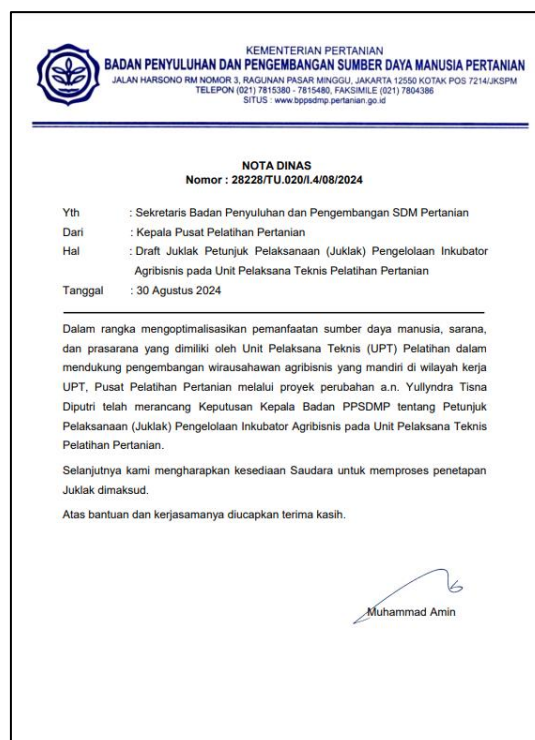 KEMENTERIAN PERTANIAN
BADAN PENYULUHAN DAN PENGEMBANGAN SUMBER DAYA MANUSIA PERTANIAN
JALAN HARSONO RM NOMOR 3, RAGUNAN PASAR MINGGU, JAKARTA 12550 KOTAK POS 7214/JKSPM
TELEPON (021) 7815380 - 7815480, FAKSIMILE (021) 7804386
SITUS : www.bppsdmp.pertanian.go.id
NOTA DINAS
Nomor : 28228/TU.020/I.4/08/2024
Yth : Sekretaris Badan Penyuluhan dan Pengembangan SDM Pertanian
Dari : Kepala Pusat Pelatihan Pertanian
Hal : Draft Juklak Petunjuk Pelaksanaan (Juklak) Pengelolaan Inkubator
Agribisnis pada Unit Pelaksana Teknis Pelatihan Pertanian
Tanggal : 30 Agustus 2024
Dalam rangka mengoptimalisasikan pemanfaatan sumber daya manusia, sarana,
dan prasarana yang dimiliki oleh Unit Pelaksana Teknis (UPT) Pelatihan dalam
mendukung pengembangan wirausahawan agribisnis yang mandiri di wilayah kerja
UPT, Pusat Pelatihan Pertanian melalui proyek perubahan a.n. Yullyndra Tisna
Diputri telah merancang Keputusan Kepala Badan PPSDMP tentang Petunjuk
Pelaksanaan (Juklak) Pengelolaan Inkubator Agribisnis pada Unit Pelaksana Teknis
Pelatihan Pertanian.
Selanjutnya kami mengharapkan kesediaan Saudara untuk memproses penetapan
Juklak dimaksud.
Atas bantuan dan kerjasamanya diucapkan terima kasih.
Muhammad Amin